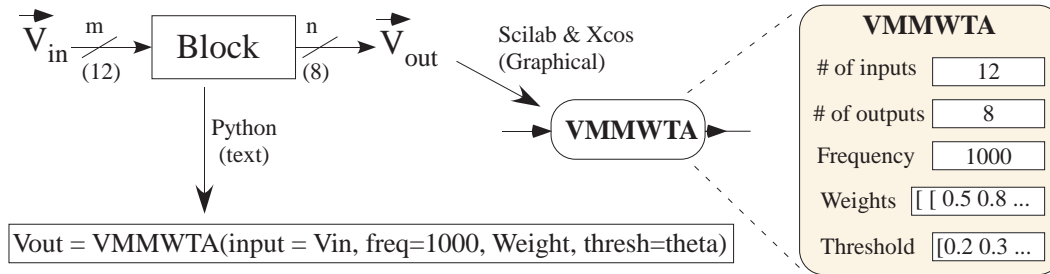 V in
m
(12)
Block
n
(8)
V out
Scilab & Xcos
(Graphical)
Python
(text)
VMMWTA
Vout = VMMWTA(input = Vin, freq=1000, Weight, thresh=theta)
VMMWTA
# of inputs 12
# of outputs 8
Frequency 1000
Weights [ [ 0.5 0.8 ...
Threshold [0.2 0.3 ...